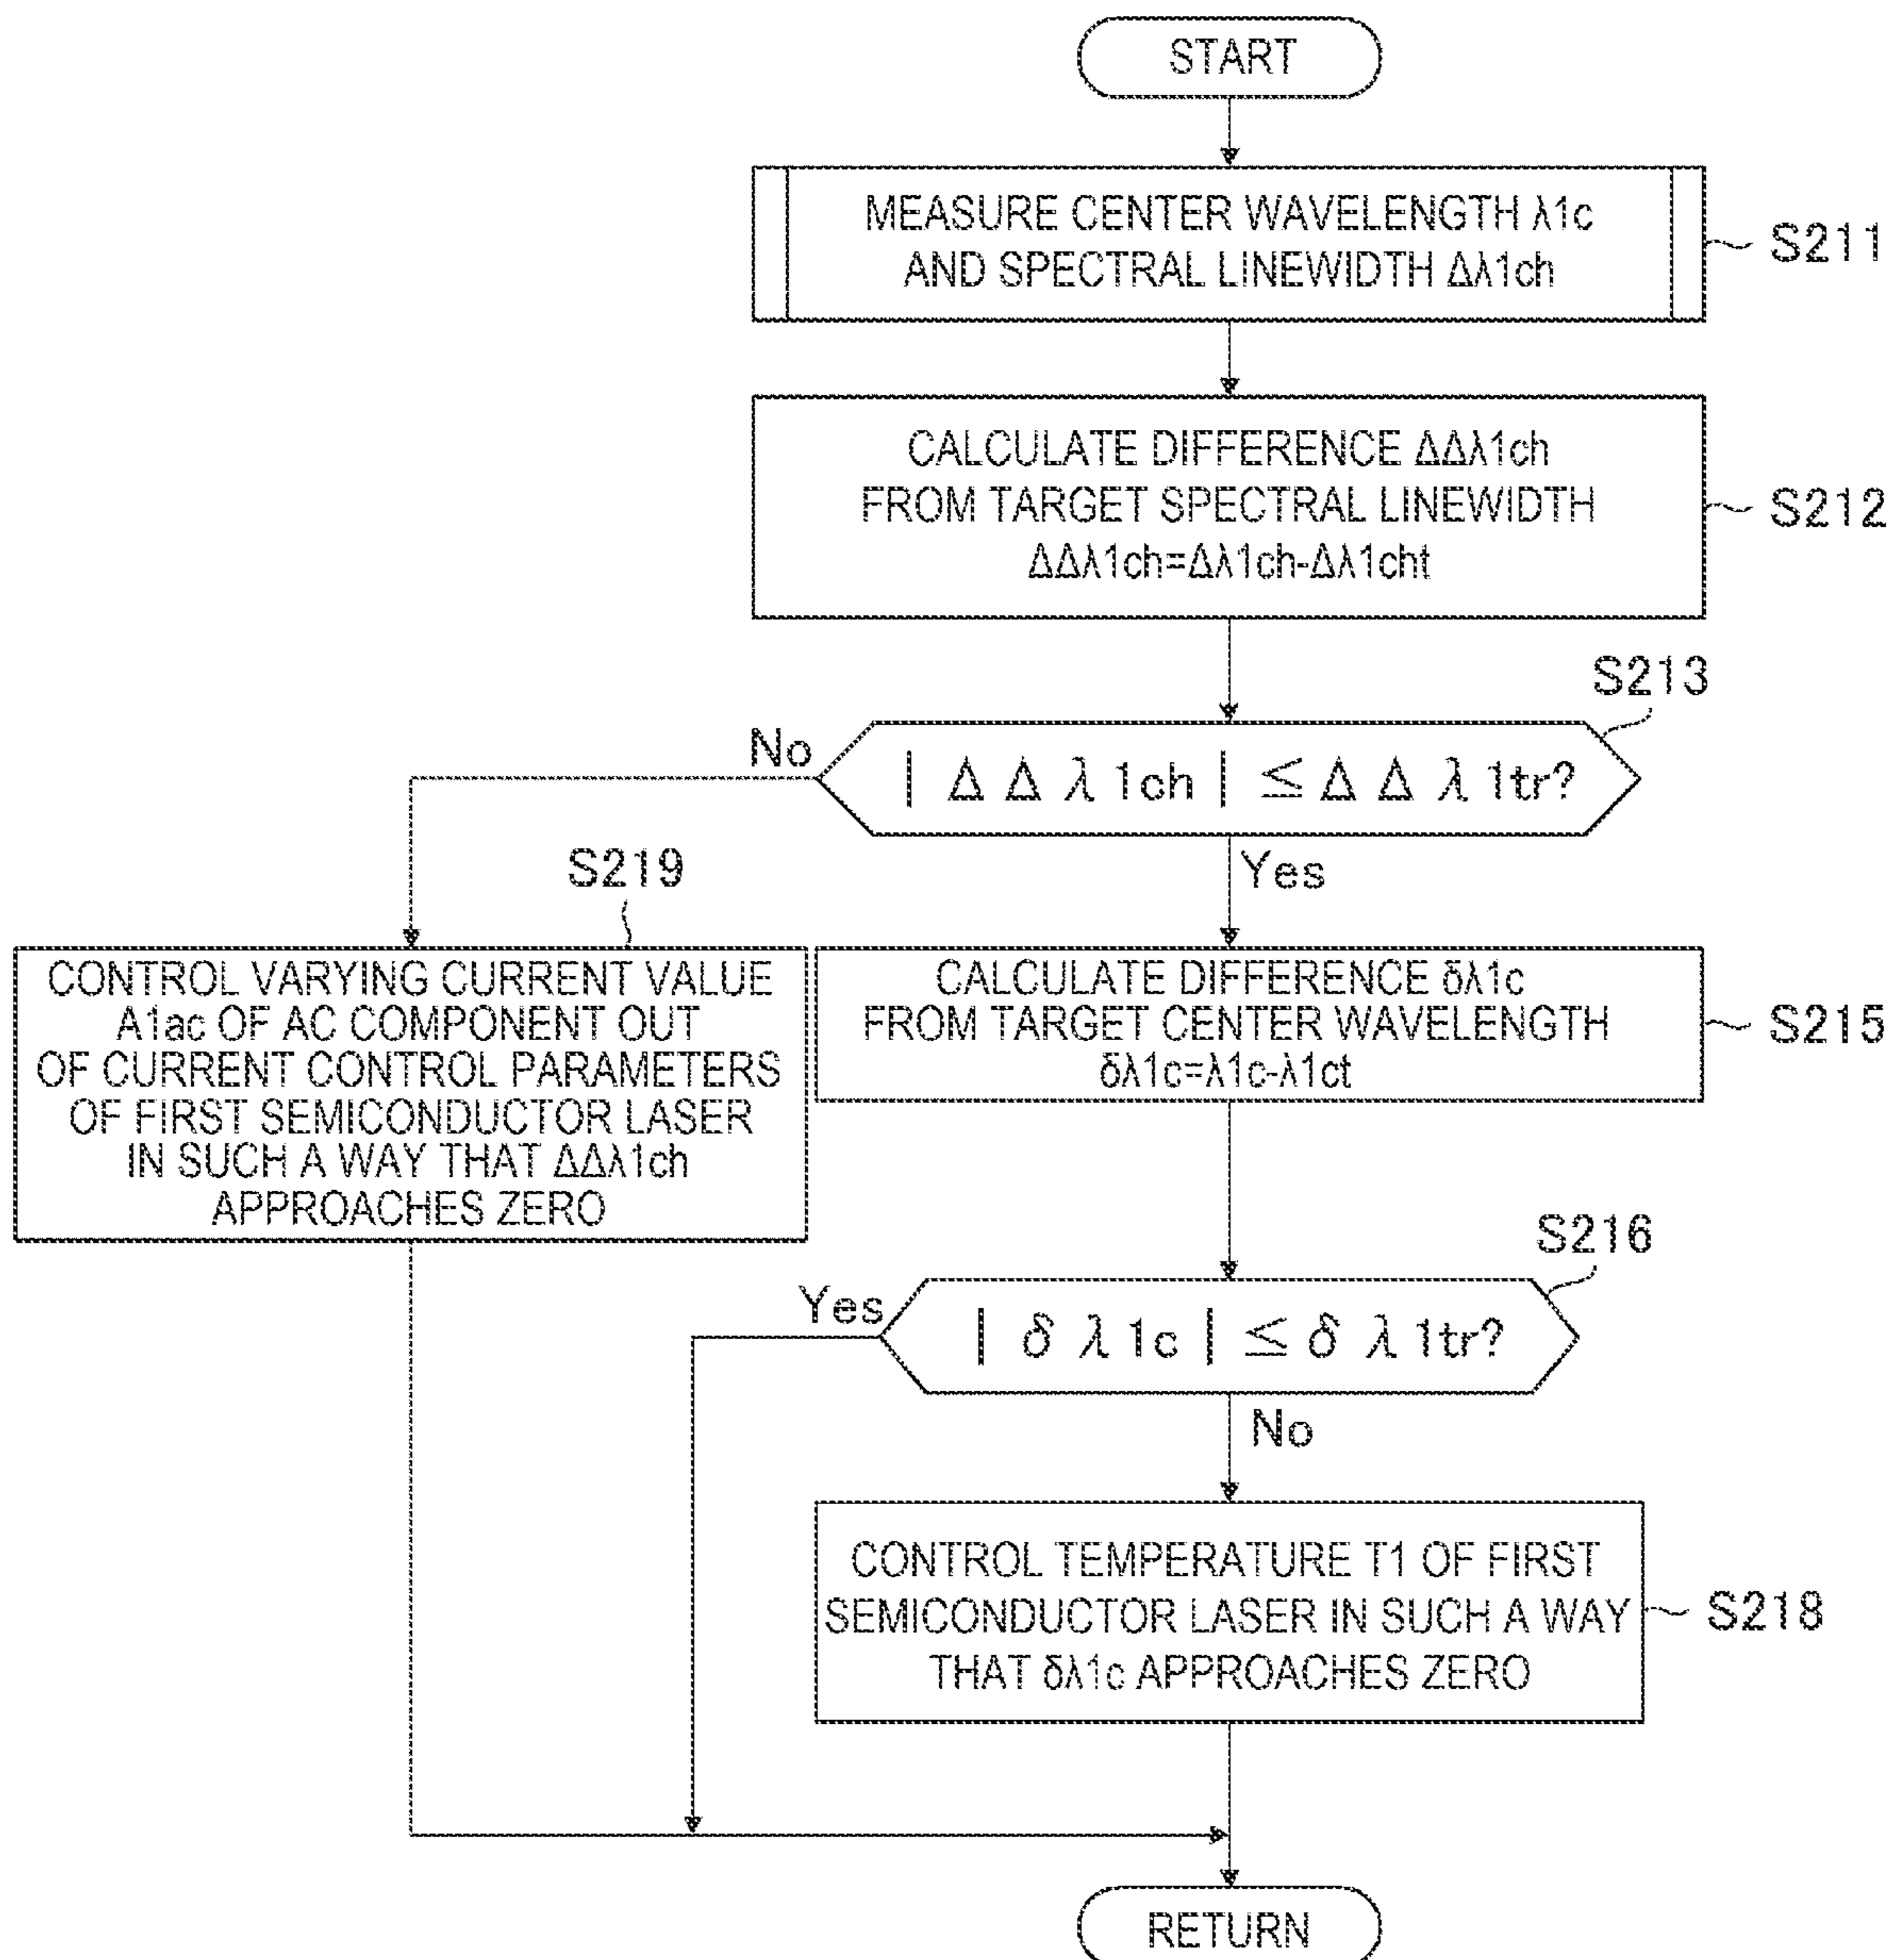 START
MEASURE CENTER WAVELENGTH λ1c
AND SPECTRAL LINEWIDTH Δλ1ch
S211
CALCULATE DIFFERENCE ΔΔλ1ch
FROM TARGET SPECTRAL LINEWIDTH
ΔΔλ1ch=Δλ1ch-Δλ1cht
S212
S213
| Δ Δ λ 1ch | ≦ Δ Δ λ 1tr?
No
Yes
S219
CONTROL VARYING CURRENT VALUE
A1ac OF AC COMPONENT OUT
OF CURRENT CONTROL PARAMETERS
OF FIRST SEMICONDUCTOR LASER
IN SUCH A WAY THAT ΔΔλ1ch
APPROACHES ZERO
CALCULATE DIFFERENCE δλ1c
FROM TARGET CENTER WAVELENGTH
δλ1c=λ1c-λ1ct
S215
S216
| δ λ 1c | ≦ δ λ 1tr?
Yes
No
CONTROL TEMPERATURE T1 OF FIRST
SEMICONDUCTOR LASER IN SUCH A WAY
THAT δλ1c APPROACHES ZERO
S218
RETURN